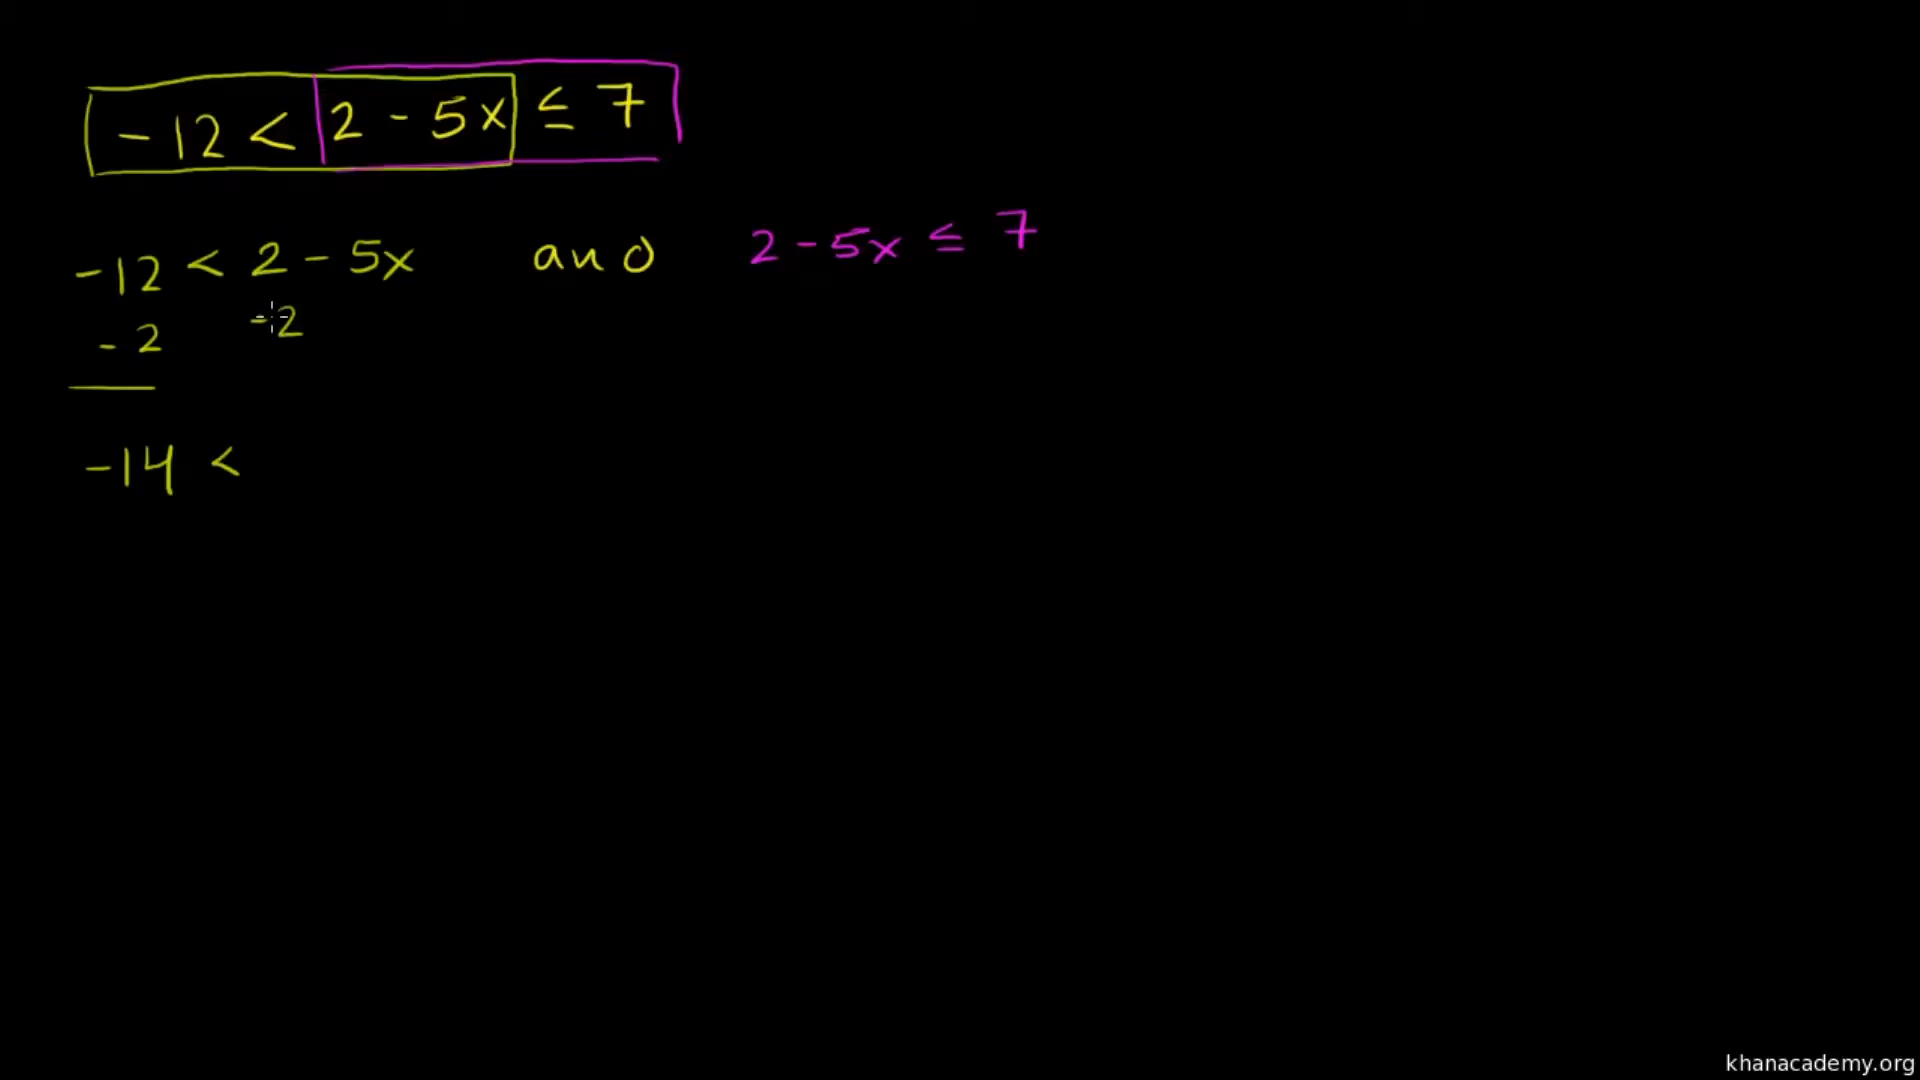 -12 < 2 - 5x ≤ 7
-12 < 2 - 5x and 2 - 5x ≤ 7
- 2 -2
-14 <
khanacademy.org